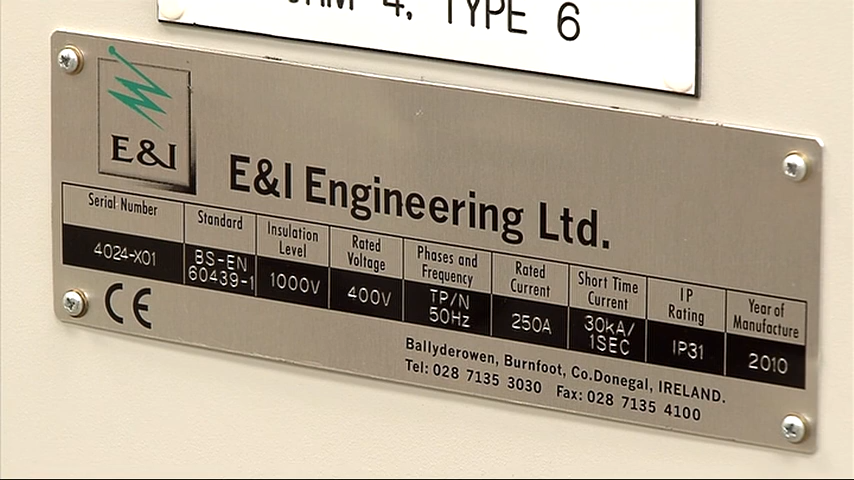 4, TYPE 6
E&I
E&I Engineering Ltd.
Serial Number
4024-X01
Standard
BS-EN
60439-1
Insulation
Level
1000V
Rated
Voltage
400V
Phases and
Frequency
TP/N
50Hz
Rated
Current
250A
Short Time
Current
30kA/
1SEC
IP
Rating
IP31
Year of
Manufacture
2010
CE
Ballyderowen, Burnfoot, Co.Donegal, IRELAND.
Tel: 028 7135 3030 Fax: 028 7135 4100